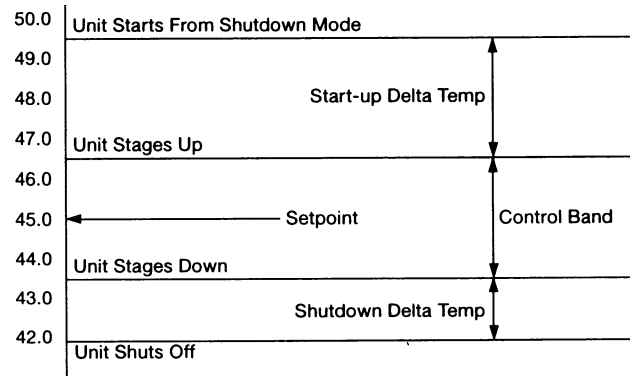 50.0 Unit Starts From Shutdown Mode
49.0
48.0 Start-up Delta Temp
47.0 Unit Stages Up
46.0
45.0 Setpoint Control Band
44.0 Unit Stages Down
43.0 Shutdown Delta Temp
42.0 Unit Shuts Off